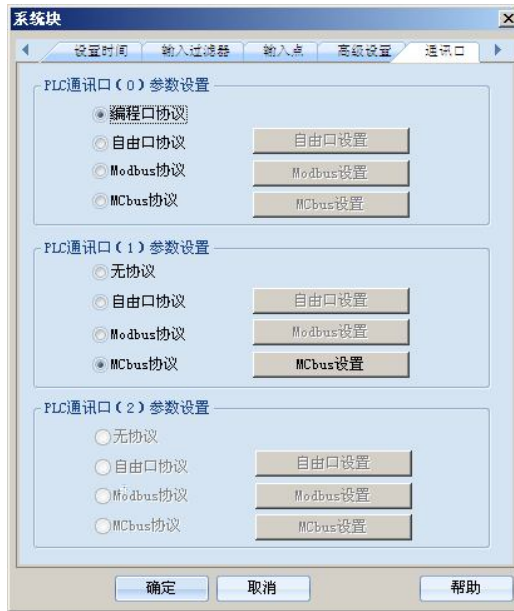 系统块
设置时间 输入过滤器 输入点 高级设置 通讯口
PLC通讯口(0)参数设置
编程口协议
自由口协议 自由口设置
Modbus协议 Modbus设置
MCbus协议 MCbus设置
PLC通讯口(1)参数设置
无协议
自由口协议 自由口设置
Modbus协议 Modbus设置
MCbus协议 MCbus设置
PLC通讯口(2)参数设置
无协议
自由口协议 自由口设置
Modbus协议 Modbus设置
MCbus协议 MCbus设置
确定 取消 帮助